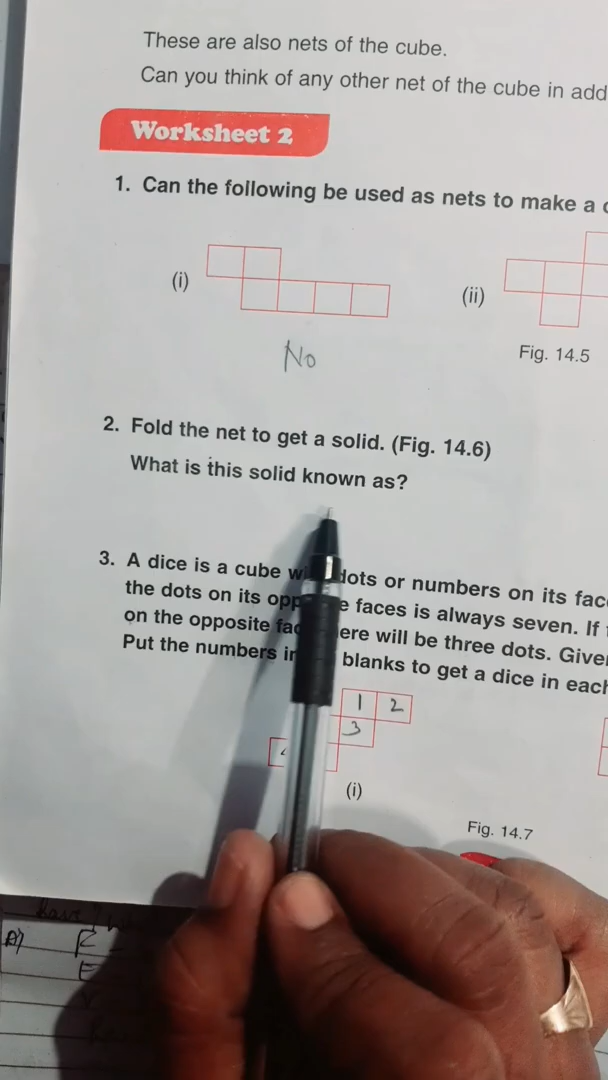 These are also nets of the cube.
Can you think of any other net of the cube in add
Worksheet 2
1. Can the following be used as nets to make a
(i)
(ii)
No
Fig. 14.5
2. Fold the net to get a solid. (Fig. 14.6)
What is this solid known as?
3. A dice is a cube dots or numbers on its fac
the dots on its faces is always seven. If
on the opposite there will be three dots. Give
Put the numbers blanks to get a dice in each
1 2
3
(i)
Fig. 14.7